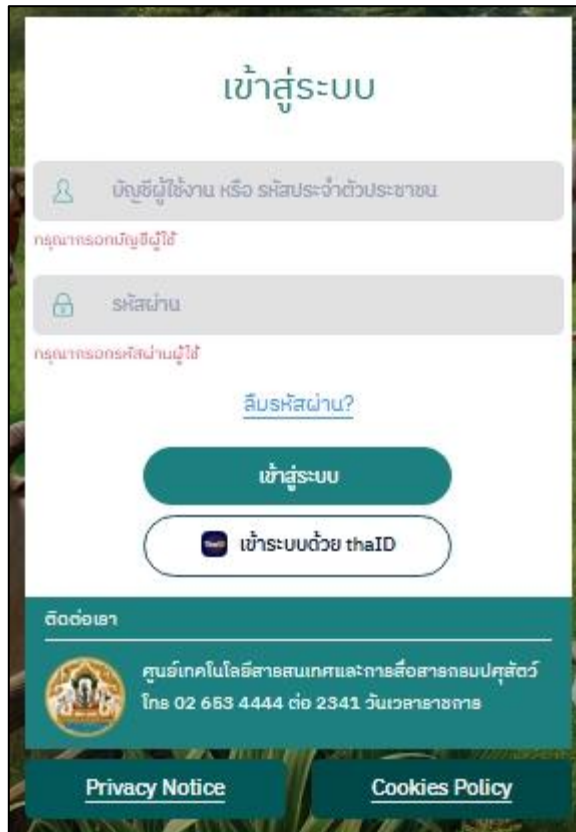 เข้าสู่ระบบ
บัญชีผู้ใช้งาน หรือ รหัสประจำตัวประชาชน
กรุณากรอกบัญชีผู้ใช้
รหัสผ่าน
กรุณากรอกรหัสผ่านผู้ใช้
ลืมรหัสผ่าน?
เข้าสู่ระบบ
ThaID เข้าระบบด้วย thaID
ติดต่อเรา
ศูนย์เทคโนโลยีสารสนเทศและการสื่อสารกรมปศุสัตว์
โทร 02 653 4444 ต่อ 2341 วันเวลาราชการ
Privacy Notice
Cookies Policy